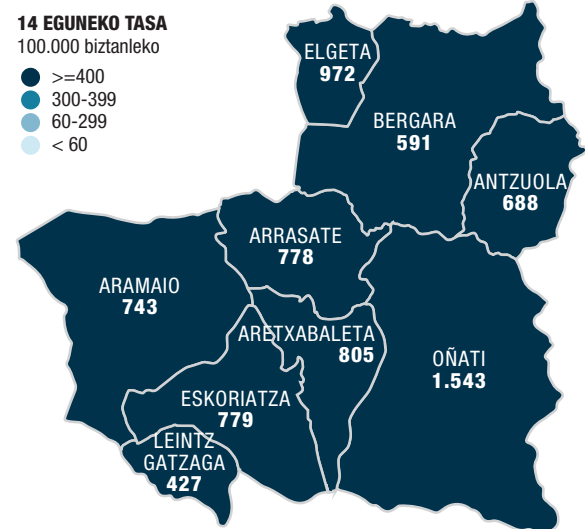 14 EGUNEKO TASA
100.000 biztanleko
>=400
300-399
60-299
< 60
ELGETA
972
BERGARA
591
ANTZUOLA
688
ARRASATE
778
ARAMAIO
743
ARETXABALETA
805
OÑATI
1.543
ESKORIATZA
779
LEINTZ
GATZAGA
427